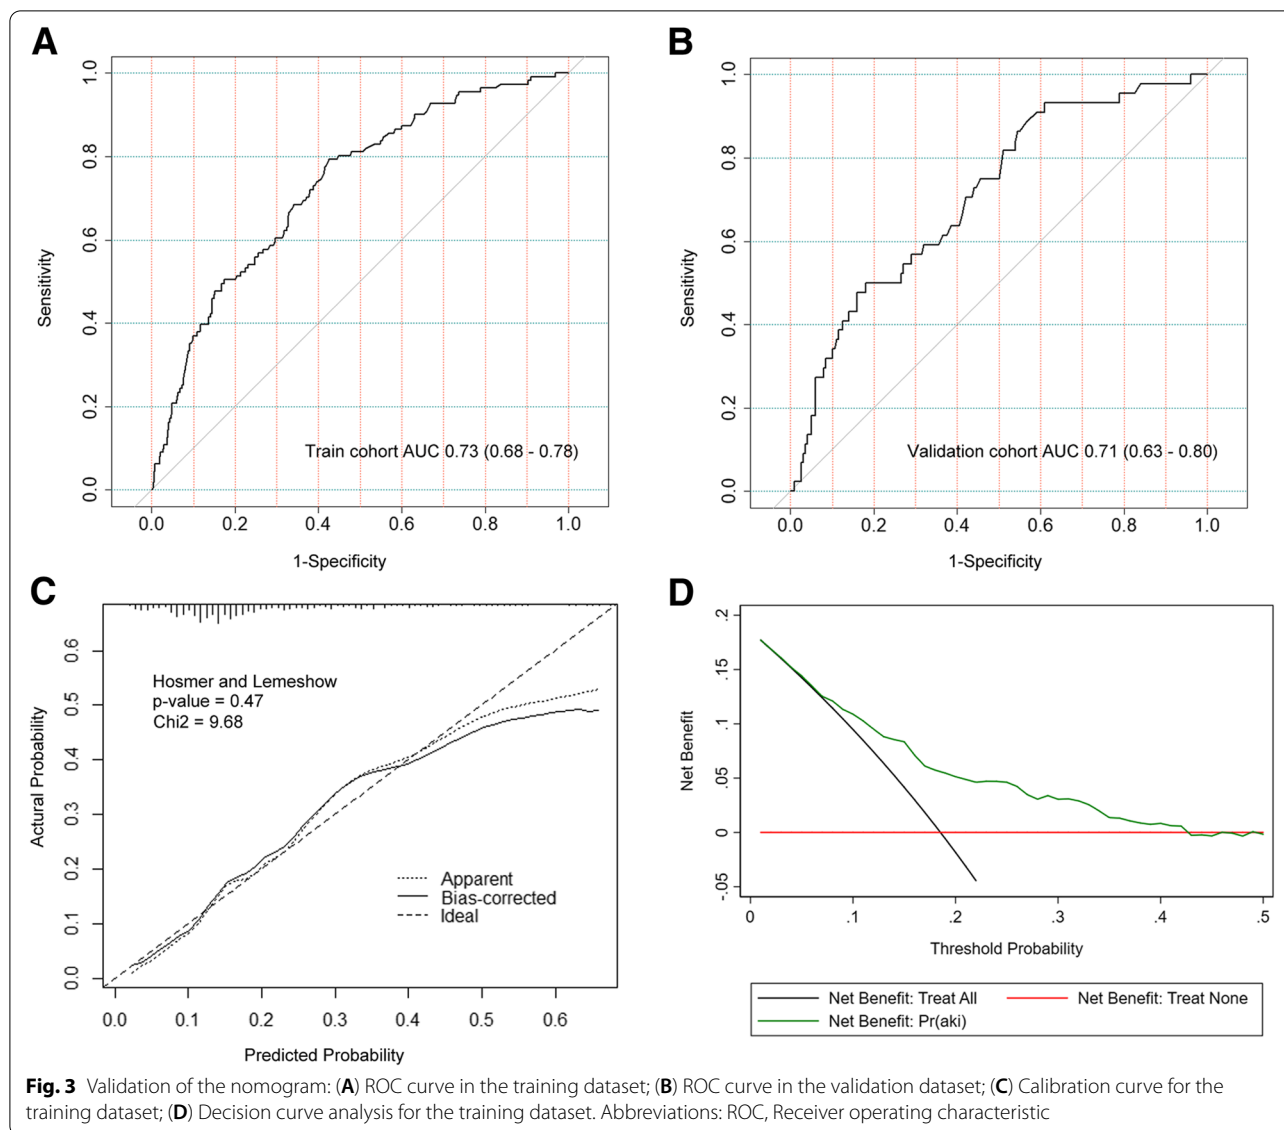 A
1.0
0.8
0.6
0.4
0.2
0.0
Sensitivity
Train cohort AUC 0.73 (0.68 - 0.78)
0.0 0.2 0.4 0.6 0.8 1.0
1-Specificity
B
1.0
0.8
0.6
0.4
0.2
0.0
Sensitivity
Validation cohort AUC 0.71 (0.63 - 0.80)
0.0 0.2 0.4 0.6 0.8 1.0
1-Specificity
C
0.6
0.5
0.4
0.3
0.2
0.1
0.0
Actural Probability
Hosmer and Lemeshow
p-value = 0.47
Chi2 = 9.68
Apparent
Bias-corrected
Ideal
0.0 0.1 0.2 0.3 0.4 0.5 0.6
Predicted Probability
D
.2
.15
.1
.05
0
-.05
Net Benefit
0 .1 .2 .3 .4 .5
Threshold Probability
Net Benefit: Treat All Net Benefit: Treat None
Net Benefit: Pr(aki)
Fig. 3 Validation of the nomogram: (A) ROC curve in the training dataset; (B) ROC curve in the validation dataset; (C) Calibration curve for the
training dataset; (D) Decision curve analysis for the training dataset. Abbreviations: ROC, Receiver operating characteristic